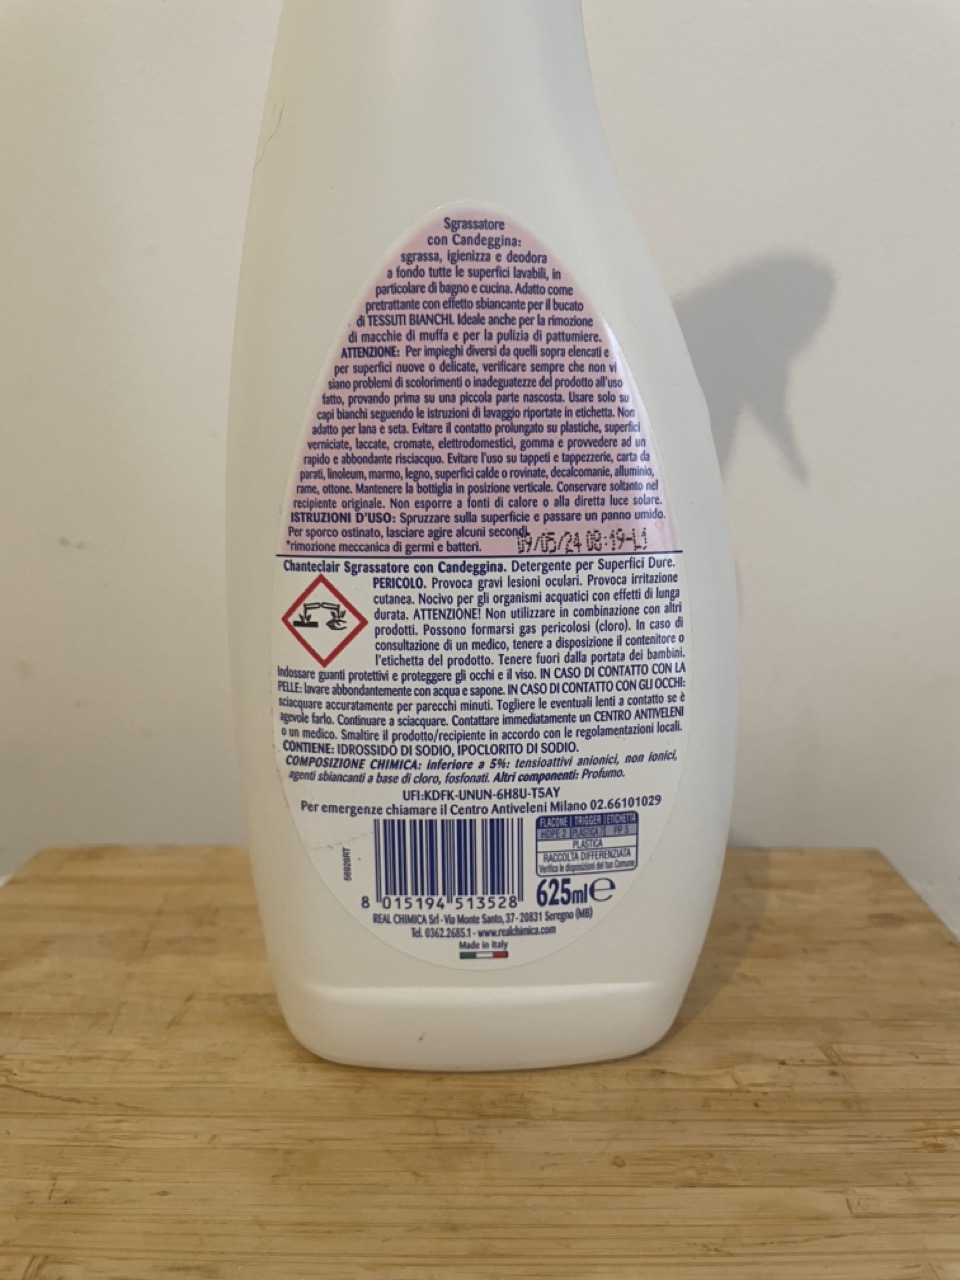 Sgrassatore
con Candeggina:
sgrassa, igienizza e deodora
a fondo tutte le superfici lavabili, in
particolare di bagno e cucina. Adatto come
pretrattante con effetto sbiancante per il bucato
di TESSUTI BIANCHI. Ideale anche per la rimozione
di macchie di muffa e per la pulizia di pattumiere.
ATTENZIONE: Per impieghi diversi da quelli sopra elencati e
per superfici nuove o delicate, verificare sempre che non vi
siano problemi di scolorimenti o inadeguatezze del prodotto all'uso
fatto, provando prima su una piccola parte nascosta. Usare solo su
capi bianchi seguendo le istruzioni di lavaggio riportate in etichetta. Non
adatto per lana e seta. Evitare il contatto prolungato su plastiche, superfici
verniciate, laccate, cromate, elettrodomestici, gomma e provvedere ad un
rapido e abbondante risciacquo. Evitare l'uso su tappeti e tappezzerie, carta da
parati, linoleum, marmo, legno, superfici calde o rovinate, decalcomanie, alluminio,
rame, ottone. Mantenere la bottiglia in posizione verticale. Conservare soltanto nel
recipiente originale. Non esporre a fonti di calore o alla diretta luce solare.
ISTRUZIONI D'USO: Spruzzare sulla superficie e passare un panno umido.
Per sporco ostinato, lasciare agire alcuni secondi.
09/05/24 08:19-L1
*rimozione meccanica di germi e batteri.
Chanteclair Sgrassatore con Candeggina. Detergente per Superfici Dure.
PERICOLO. Provoca gravi lesioni oculari. Provoca irritazione
cutanea. Nocivo per gli organismi acquatici con effetti di lunga
durata. ATTENZIONE! Non utilizzare in combinazione con altri
prodotti. Possono formarsi gas pericolosi (cloro). In caso di
consultazione di un medico, tenere a disposizione il contenitore o
l'etichetta del prodotto. Tenere fuori dalla portata dei bambini.
Indossare guanti protettivi e proteggere gli occhi e il viso. IN CASO DI CONTATTO CON LA
PELLE: lavare abbondantemente con acqua e sapone. IN CASO DI CONTATTO CON GLI OCCHI:
sciacquare accuratamente per parecchi minuti. Togliere le eventuali lenti a contatto se è
agevole farlo. Continuare a sciacquare. Contattare immediatamente un CENTRO ANTIVELENI
o un medico. Smaltire il prodotto/recipiente in accordo con le regolamentazioni locali.
CONTIENE: IDROSSIDO DI SODIO, IPOCLORITO DI SODIO.
COMPOSIZIONE CHIMICA: inferiore a 5%: tensioattivi anionici, non ionici,
agenti sbiancanti a base di cloro, fosfonati. Altri componenti: Profumo.
UFI:KDFK-UNUN-6H8U-T5AY
Per emergenze chiamare il Centro Antiveleni Milano 02.66101029
FLACONE TRIGGER ETICHETTA
HDPE 2 PLASTICA 7 PP 5
PLASTICA
RACCOLTA DIFFERENZIATA
Verifica le disposizioni del tuo Comune
56926RT
8 015194 513528
625ml e
REAL CHIMICA Srl - Via Monte Santo, 37 - 20831 Seregno (MB)
Tel. 0362.2685.1 - www.realchimica.com
Made in Italy